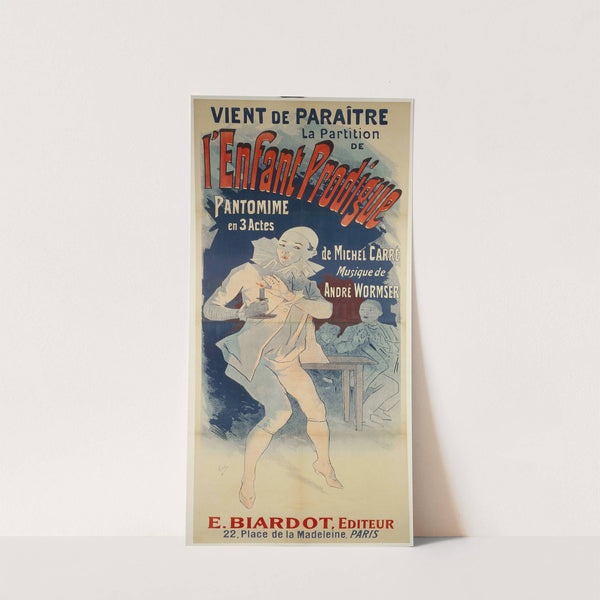 VIENT DE PARAÎTRE
La Partition
DE
l'Enfant Prodigue
PANTOMIME
en 3 Actes
de MICHEL CARRÉ
Musique de
ANDRÉ WORMSER
E. BIARDOT, EDITEUR
22, Place de la Madeleine, PARIS